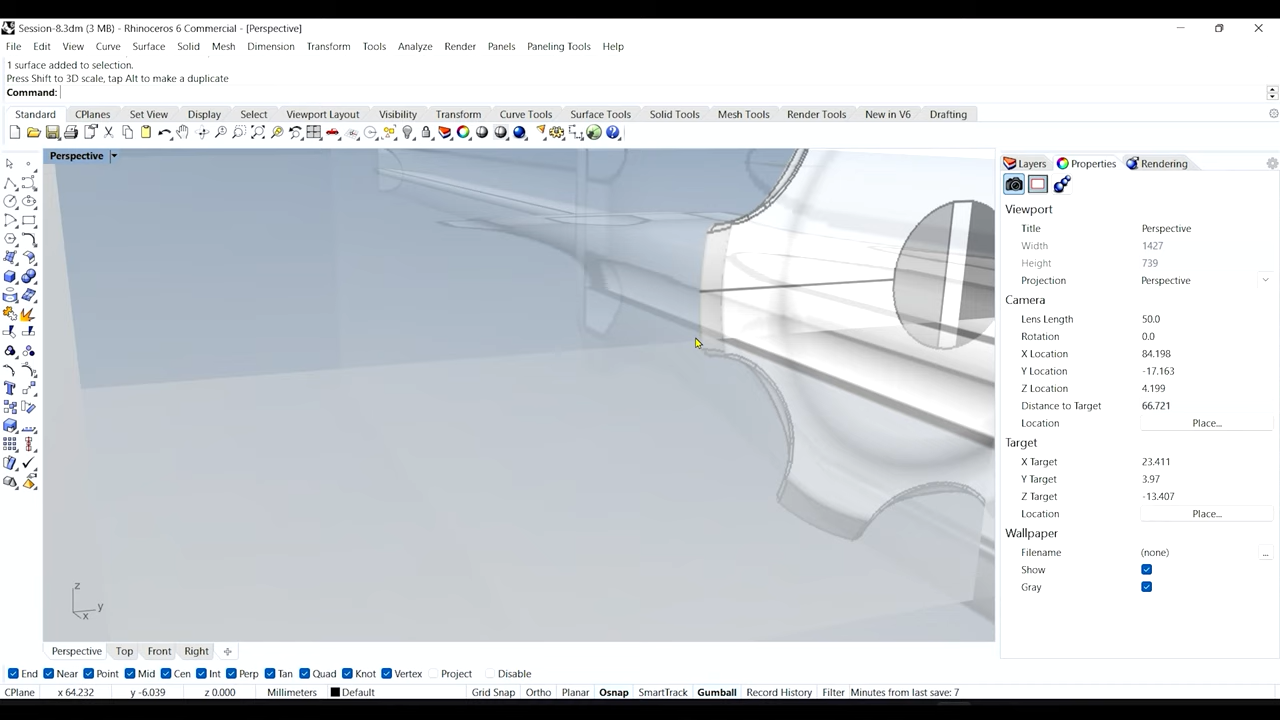 Session-8.3dm (3 MB) - Rhinoceros 6 Commercial - [Perspective]
File Edit View Curve Surface Solid Mesh Dimension Transform Tools Analyze Render Panels Paneling Tools Help
1 surface added to selection.
Press Shift to 3D scale, tap Alt to make a duplicate
Command:
Standard CPlanes Set View Display Select Viewport Layout Visibility Transform Curve Tools Surface Tools Solid Tools Mesh Tools Render Tools New in V6 Drafting
Perspective
Layers Properties Rendering
Viewport
Title Perspective
Width 1427
Height 739
Projection Perspective
Camera
Lens Length 50.0
Rotation 0.0
X Location 84.198
Y Location -17.163
Z Location 4.199
Distance to Target 66.721
Location Place...
Target
X Target 23.411
Y Target 3.97
Z Target -13.407
Location Place...
Wallpaper
Filename (none) ...
Show
Gray
z
y
x
Perspective Top Front Right
End Near Point Mid Cen Int Perp Tan Quad Knot Vertex Project Disable
CPlane x 64.232 y -6.039 z 0.000 Millimeters Default Grid Snap Ortho Planar Osnap SmartTrack Gumball Record History Filter Minutes from last save: 7